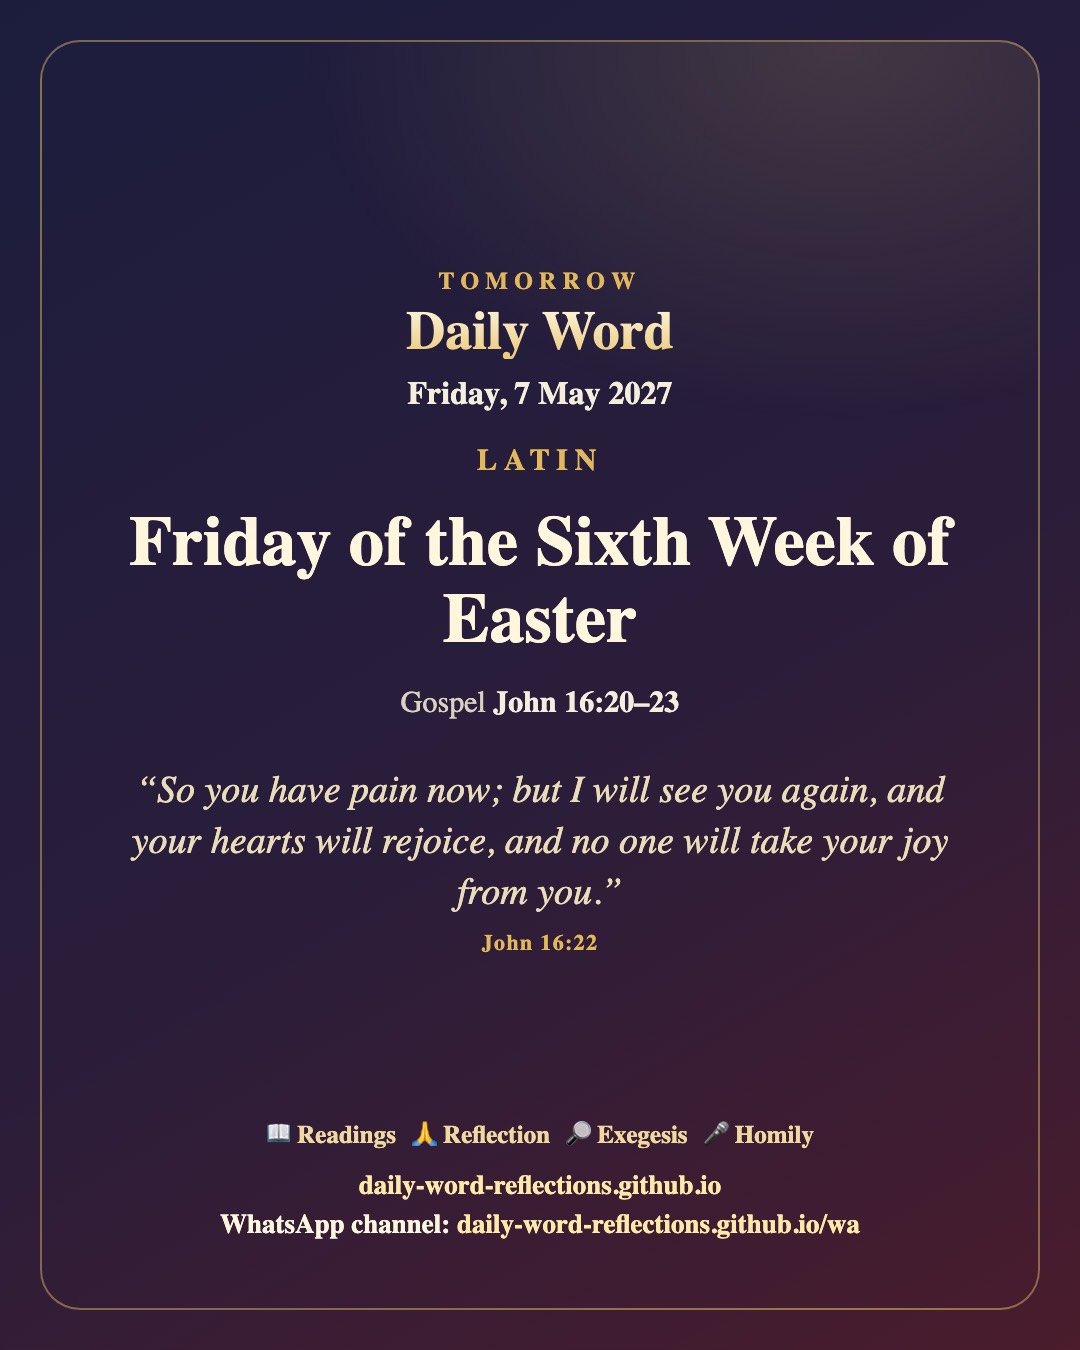 TOMORROW
Daily Word
Friday, 7 May 2027
LATIN
Friday of the Sixth Week of
Easter
Gospel John 16:20–23
“So you have pain now; but I will see you again, and
your hearts will rejoice, and no one will take your joy
from you.”
John 16:22
📖 Readings 🙏 Reflection 🔎 Exegesis 🎤 Homily
daily-word-reflections.github.io
WhatsApp channel: daily-word-reflections.github.io/wa